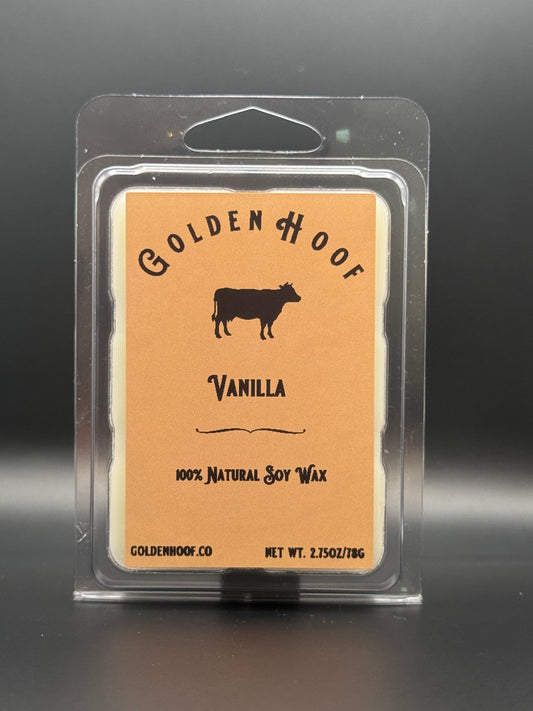 Golden Hoof
Vanilla
100% Natural Soy Wax
GOLDENHOOF.CO NET WT. 2.75OZ/78G